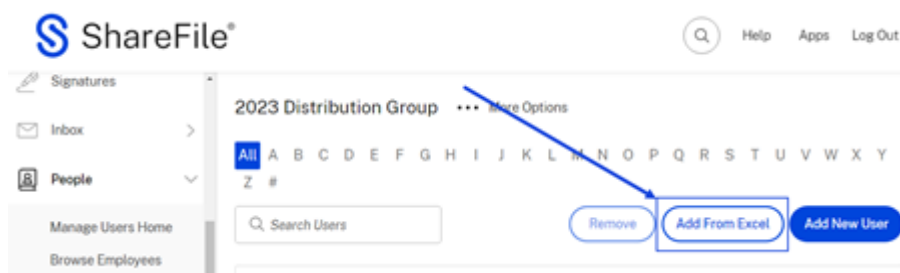 ShareFile®
Help Apps Log Out
Signatures
Inbox
People
Manage Users Home
Browse Employees
2023 Distribution Group ••• More Options
All A B C D E F G H I J K L M N O P Q R S T U V W X Y
Z #
Search Users
Remove Add From Excel Add New User